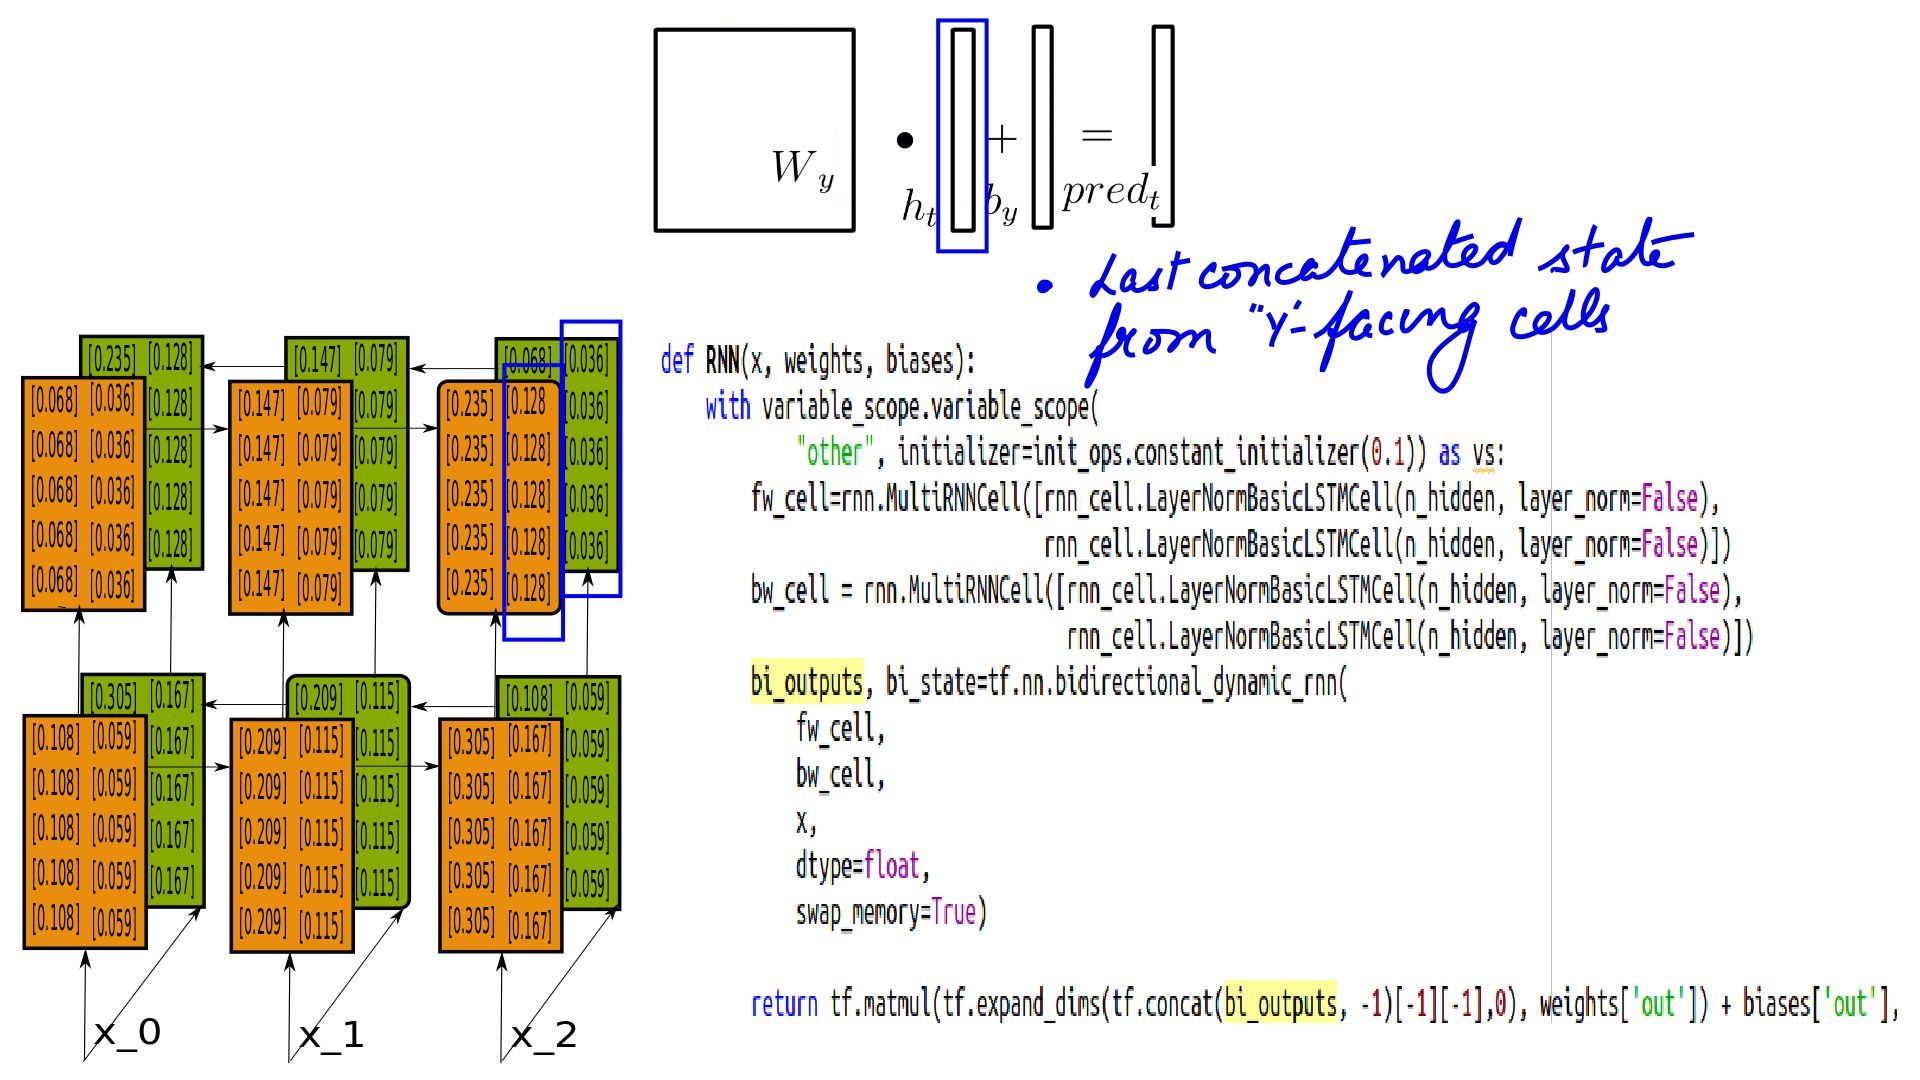 W_y
h_t
+
b_y
=
pred_t
• Last concatenated state
from "Y"-facing cells
def RNN(x, weights, biases):
with variable_scope.variable_scope(
"other", initializer=init_ops.constant_initializer(0.1)) as vs:
fw_cell=rnn.MultiRNNCell([rnn_cell.LayerNormBasicLSTMCell(n_hidden, layer_norm=False),
rnn_cell.LayerNormBasicLSTMCell(n_hidden, layer_norm=False)])
bw_cell = rnn.MultiRNNCell([rnn_cell.LayerNormBasicLSTMCell(n_hidden, layer_norm=False),
rnn_cell.LayerNormBasicLSTMCell(n_hidden, layer_norm=False)])
bi_outputs, bi_state=tf.nn.bidirectional_dynamic_rnn(
fw_cell,
bw_cell,
x,
dtype=float,
swap_memory=True)
return tf.matmul(tf.expand_dims(tf.concat(bi_outputs, -1)[-1][-1],0), weights['out']) + biases['out'],
[0.235] [0.128] [0.147] [0.079] [0.068] [0.036]
[0.068] [0.036] [0.128] [0.147] [0.079] [0.079] [0.235] [0.128 [0.036]
[0.068] [0.036] [0.128] [0.147] [0.079] [0.079] [0.235] [0.128] [0.036]
[0.068] [0.036] [0.128] [0.147] [0.079] [0.079] [0.235] [0.128] [0.036]
[0.068] [0.036] [0.128] [0.147] [0.079] [0.079] [0.235] [0.128] [0.036]
[0.068] [0.036] [0.147] [0.079] [0.235] [0.128]
[0.305] [0.167] [0.209] [0.115] [0.108] [0.059]
[0.108] [0.059] [0.167] [0.209] [0.115] [0.115] [0.305] [0.167] [0.059]
[0.108] [0.059] [0.167] [0.209] [0.115] [0.115] [0.305] [0.167] [0.059]
[0.108] [0.059] [0.167] [0.209] [0.115] [0.115] [0.305] [0.167] [0.059]
[0.108] [0.059] [0.167] [0.209] [0.115] [0.115] [0.305] [0.167] [0.059]
[0.108] [0.059] [0.209] [0.115] [0.305] [0.167]
x_0 x_1 x_2